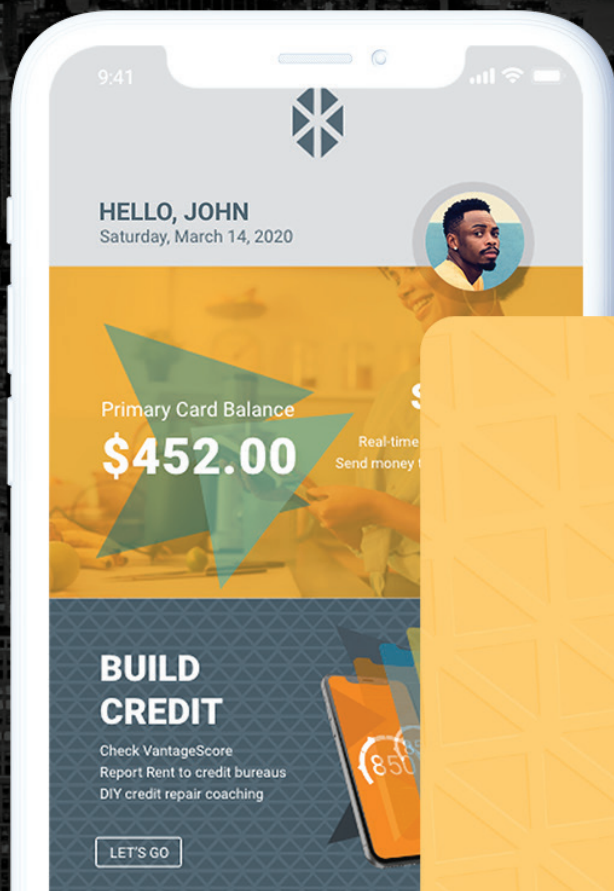 9:41
HELLO, JOHN
Saturday, March 14, 2020
Primary Card Balance
$452.00
S
Real-time
Send money
BUILD
CREDIT
Check VantageScore
Report Rent to credit bureaus
DIY credit repair coaching
850
LET'S GO